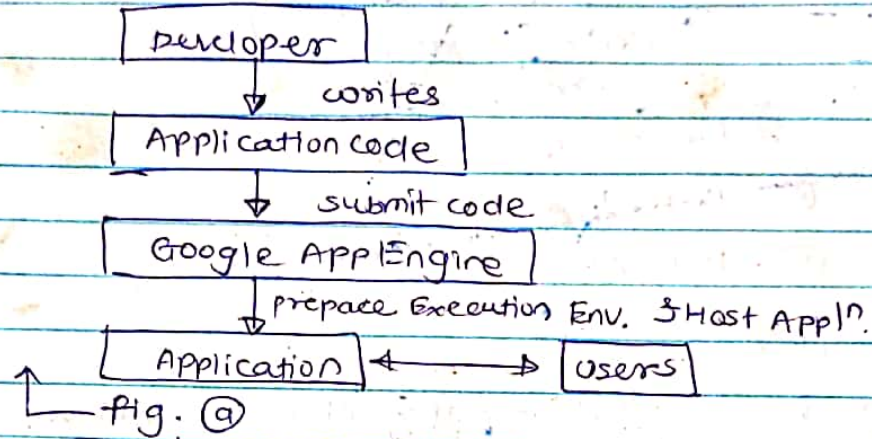 Developer
writes
Application code
submit code
Google AppEngine
prepare Execution Env. & Host Appln.
Application Users
fig. ⓐ